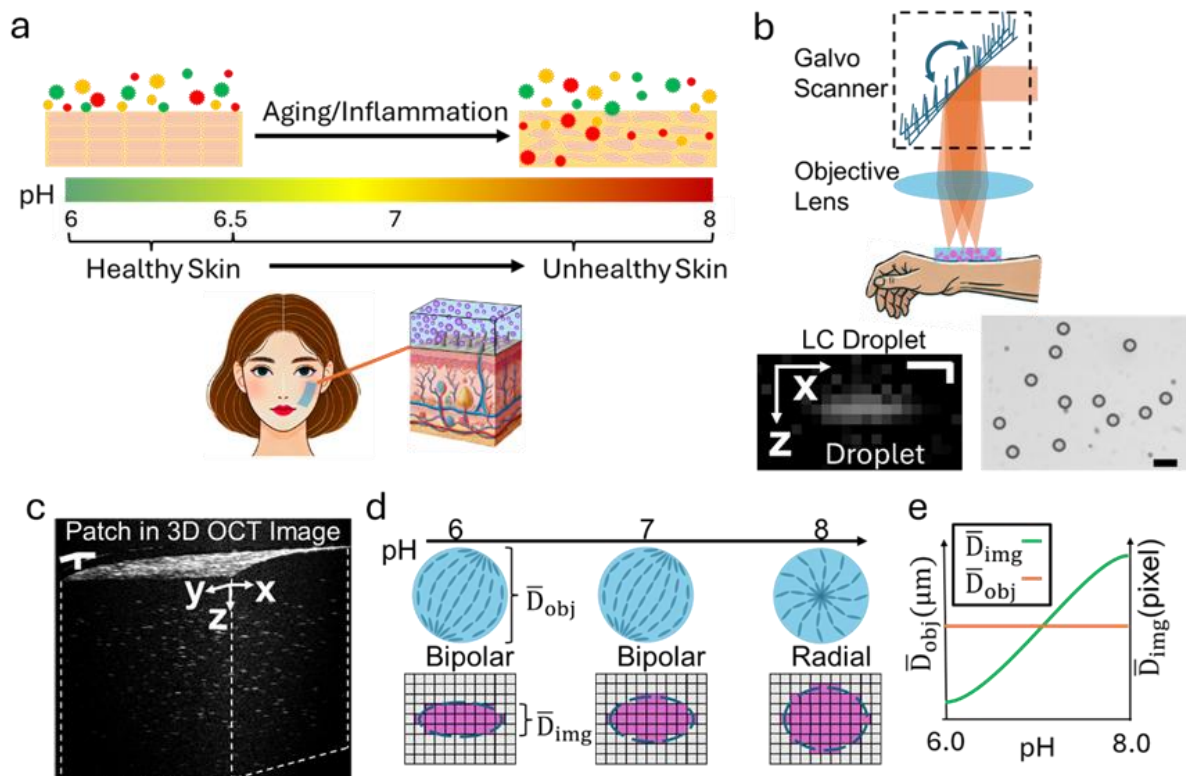 a
Aging/Inflammation
pH
6 6.5 7 8
Healthy Skin Unhealthy Skin
b
Galvo
Scanner
Objective
Lens
LC Droplet
x
z
Droplet
c
Patch in 3D OCT Image
y x
z
d
pH
6 7 8
D̅obj
Bipolar Bipolar Radial
D̅img
e
D̅img
D̅obj
D̅obj(μm)
D̅img(pixel)
6.0 pH 8.0